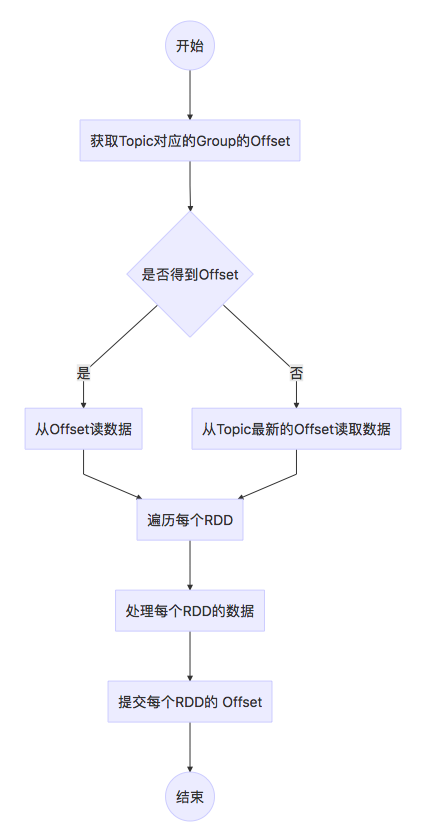 开始
获取Topic对应的Group的Offset
是否得到Offset
是
否
从Offset读数据
从Topic最新的Offset读取数据
遍历每个RDD
处理每个RDD的数据
提交每个RDD的 Offset
结束